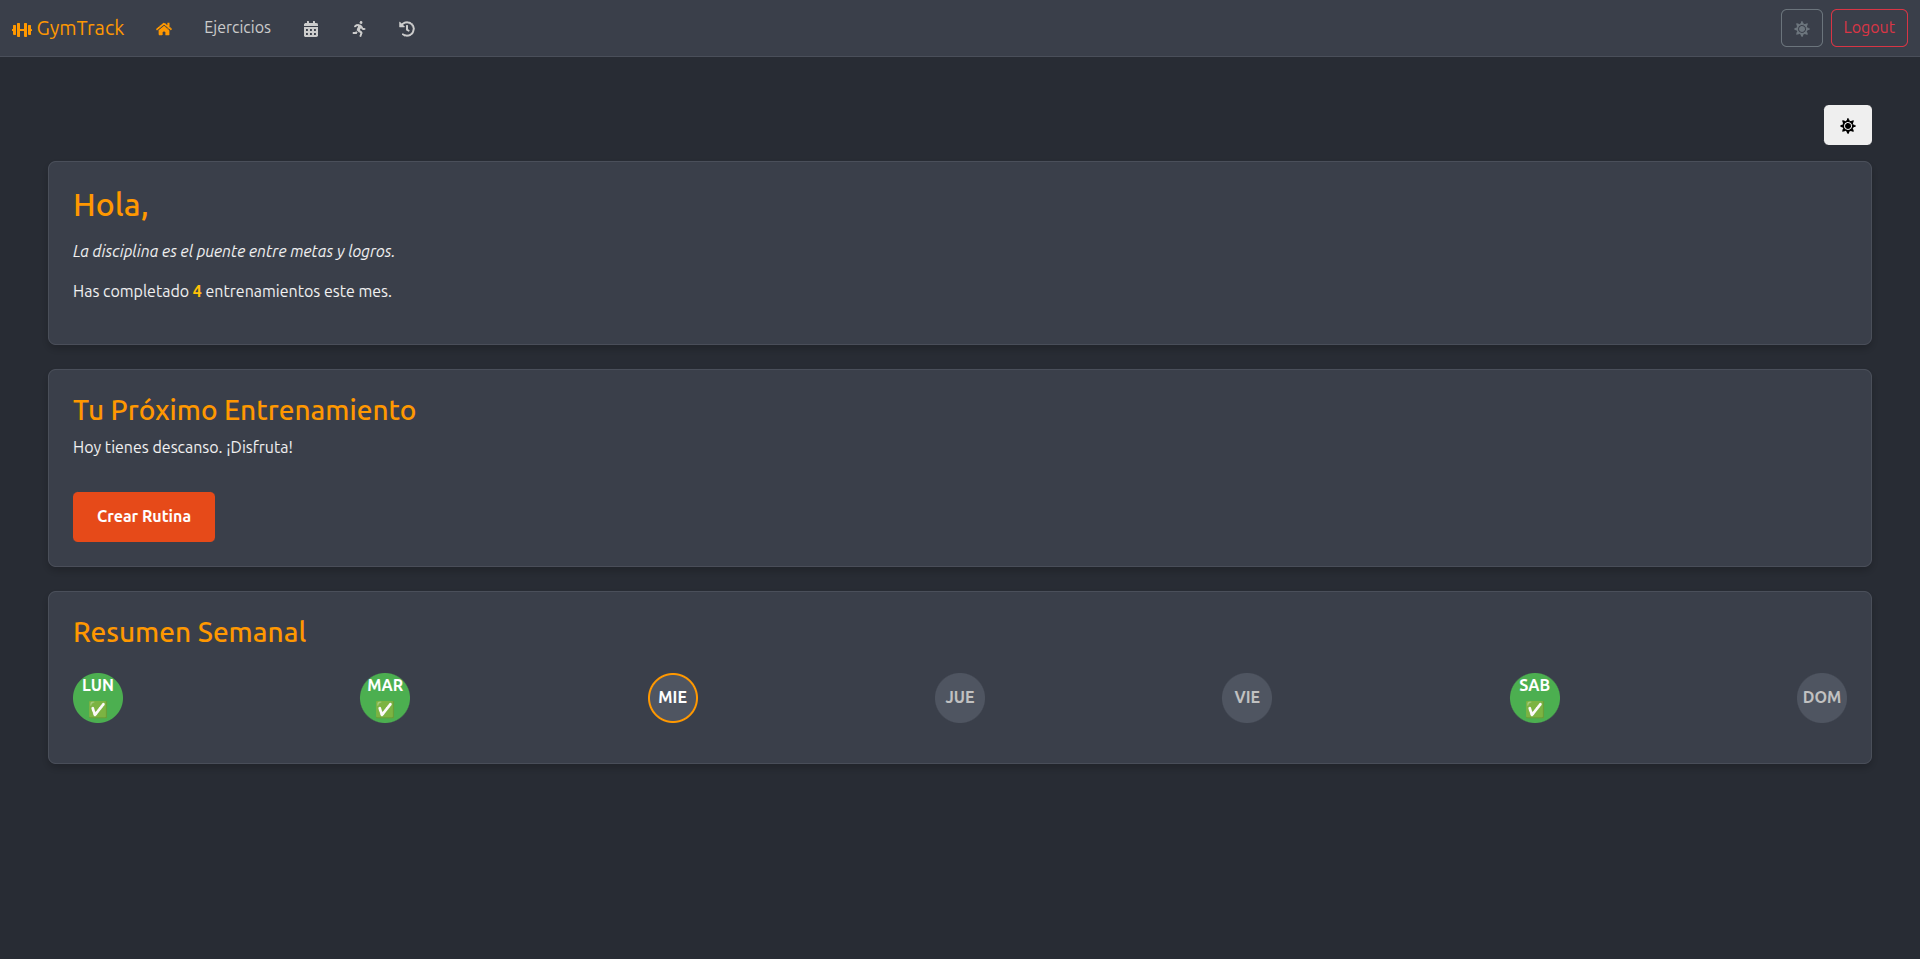 GymTrack Ejercicios Logout
Hola,
La disciplina es el puente entre metas y logros.
Has completado 4 entrenamientos este mes.
Tu Próximo Entrenamiento
Hoy tienes descanso. ¡Disfruta!
Crear Rutina
Resumen Semanal
LUN MAR MIE JUE VIE SAB DOM